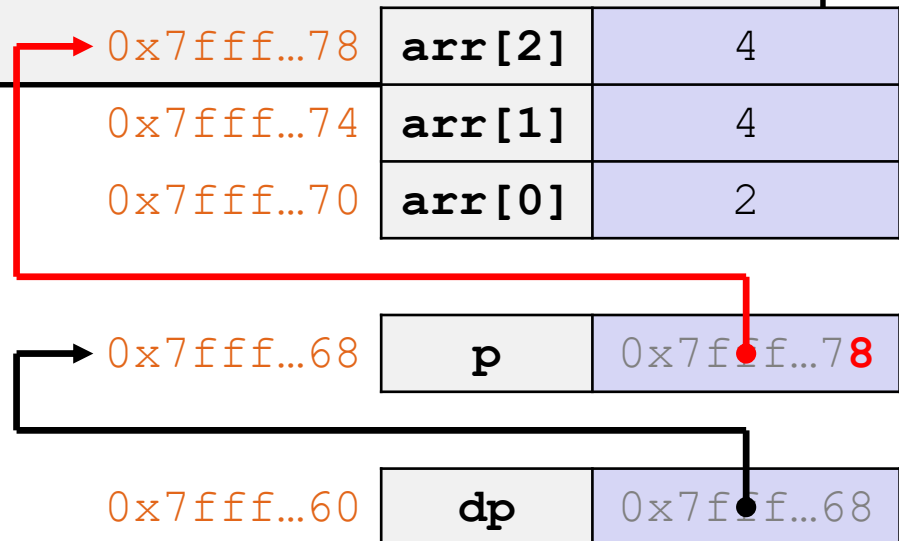 0x7fff…78 arr[2] 4
0x7fff…74 arr[1] 4
0x7fff…70 arr[0] 2
0x7fff…68 p 0x7fff…78
0x7fff…60 dp 0x7fff…68